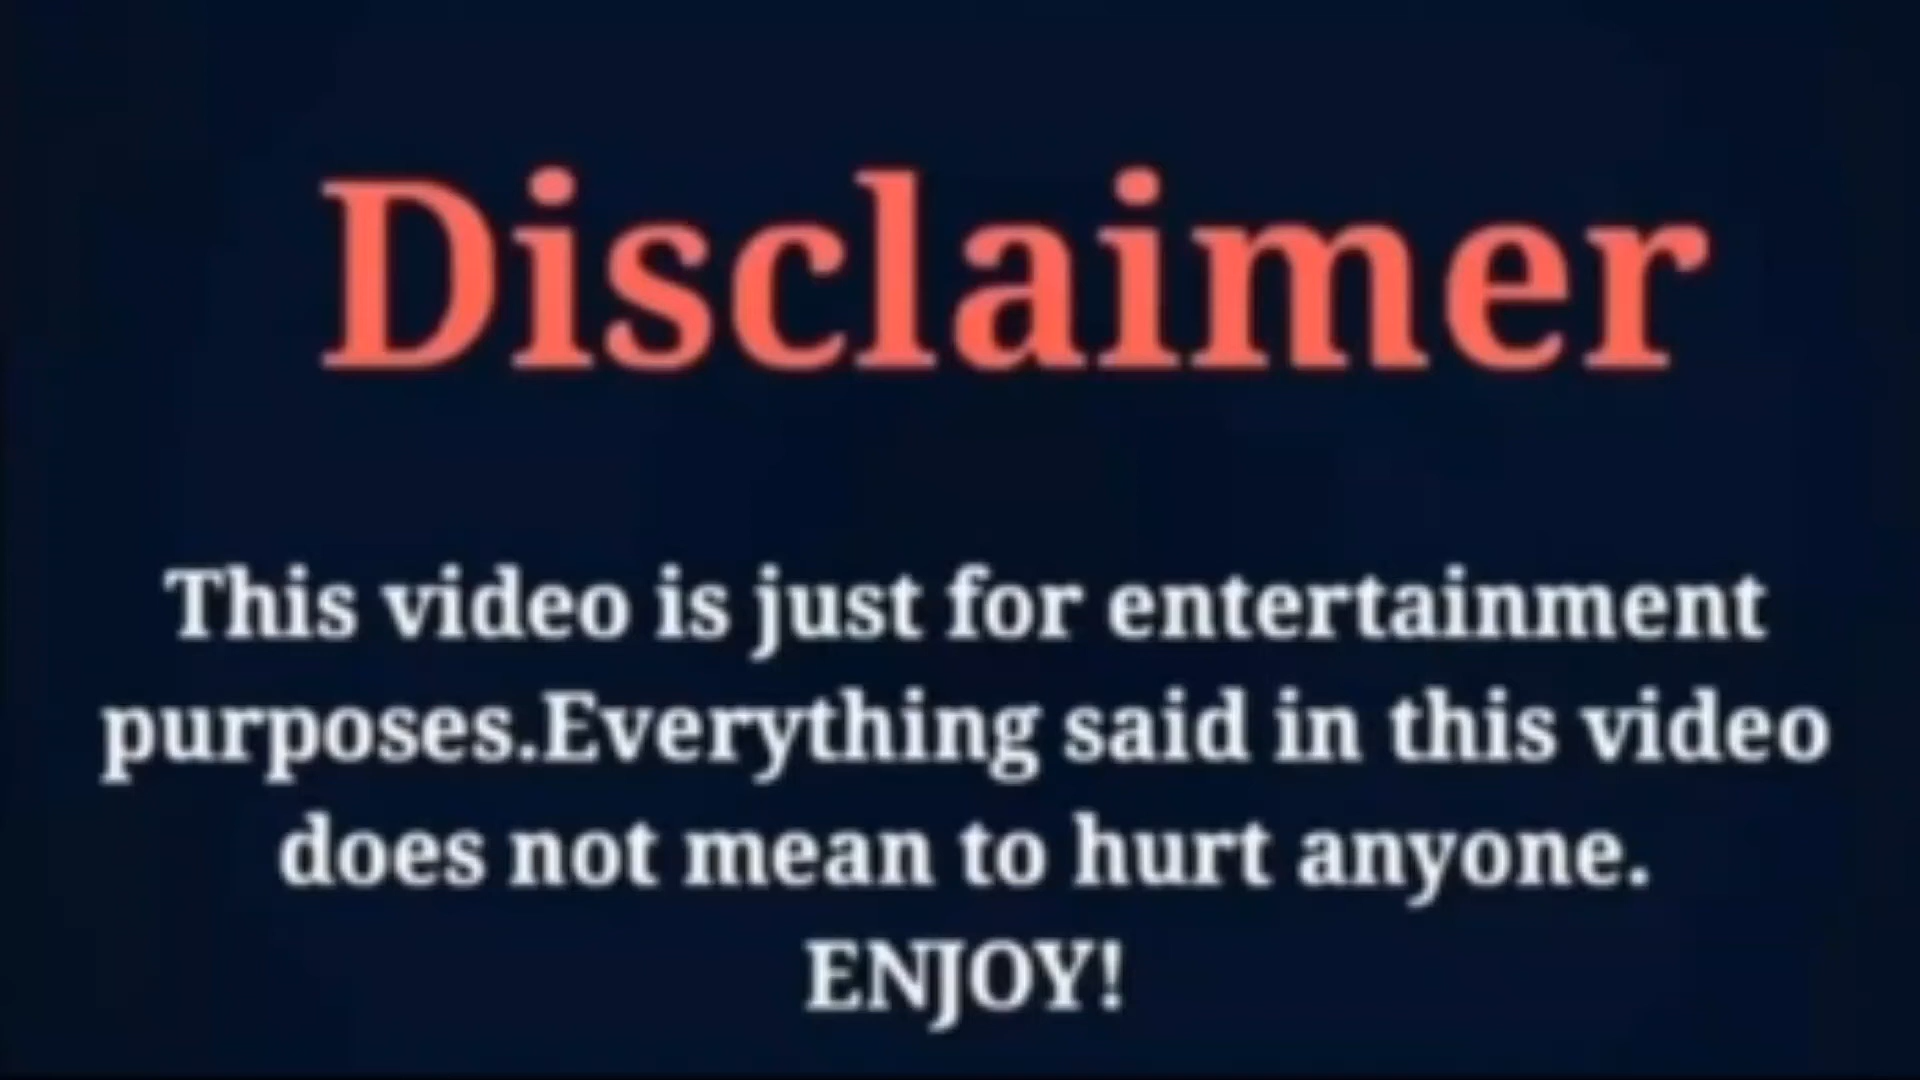 Disclaimer
This video is just for entertainment
purposes.Everything said in this video
does not mean to hurt anyone.
ENJOY!